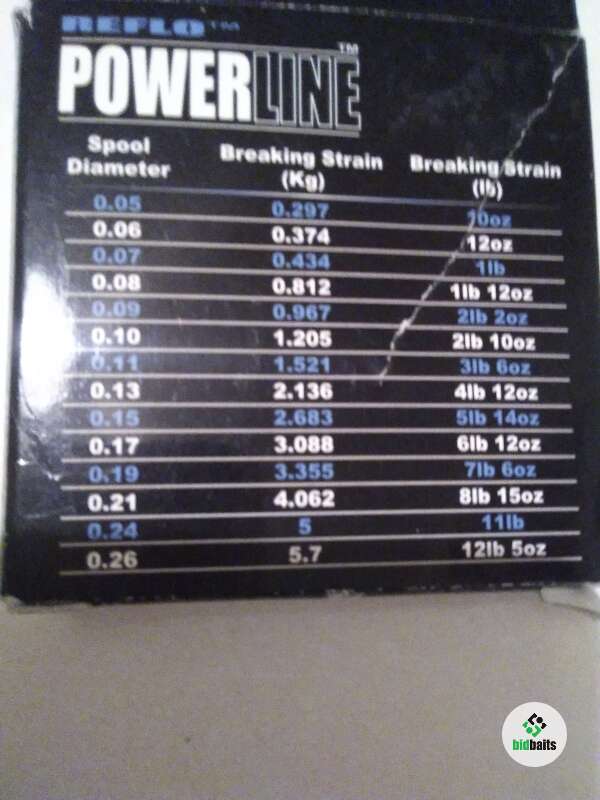 REFLO™
POWERLINE™
Spool Diameter Breaking Strain (Kg) Breaking Strain (lb)
0.05 0.297 10oz
0.06 0.374 12oz
0.07 0.434 1lb
0.08 0.812 1lb 12oz
0.09 0.967 2lb 2oz
0.10 1.205 2lb 10oz
0.11 1.521 3lb 6oz
0.13 2.136 4lb 12oz
0.15 2.683 5lb 14oz
0.17 3.088 6lb 12oz
0.19 3.355 7lb 6oz
0.21 4.062 8lb 15oz
0.24 5 11lb
0.26 5.7 12lb 5oz
bidbaits